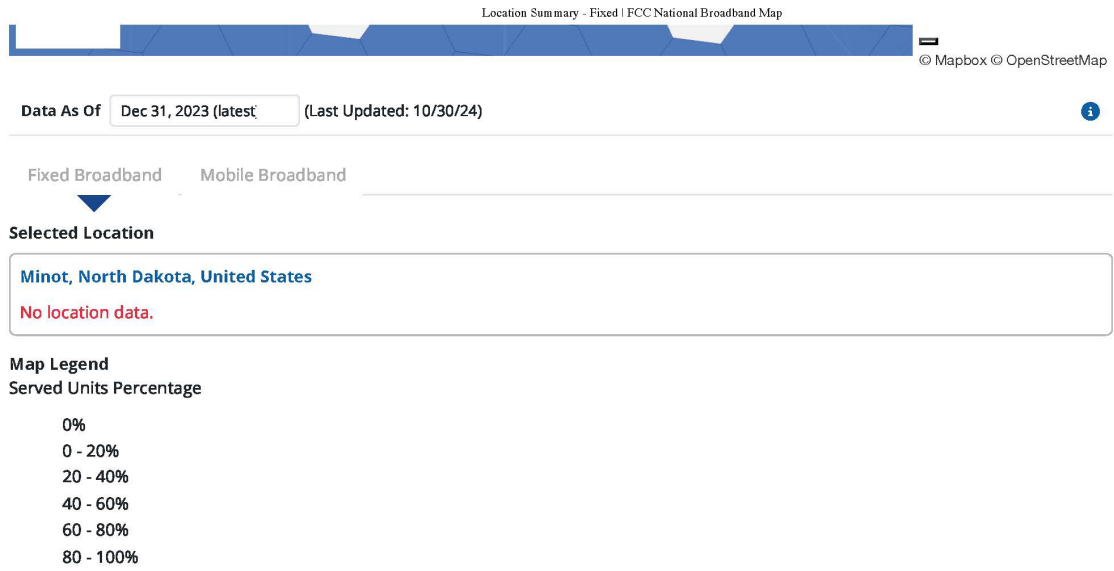 Location Summary - Fixed | FCC National Broadband Map
© Mapbox © OpenStreetMap
Data As Of Dec 31, 2023 (latest (Last Updated: 10/30/24)
Fixed Broadband Mobile Broadband
Selected Location
Minot, North Dakota, United States
No location data.
Map Legend
Served Units Percentage
0%
0 - 20%
20 - 40%
40 - 60%
60 - 80%
80 - 100%